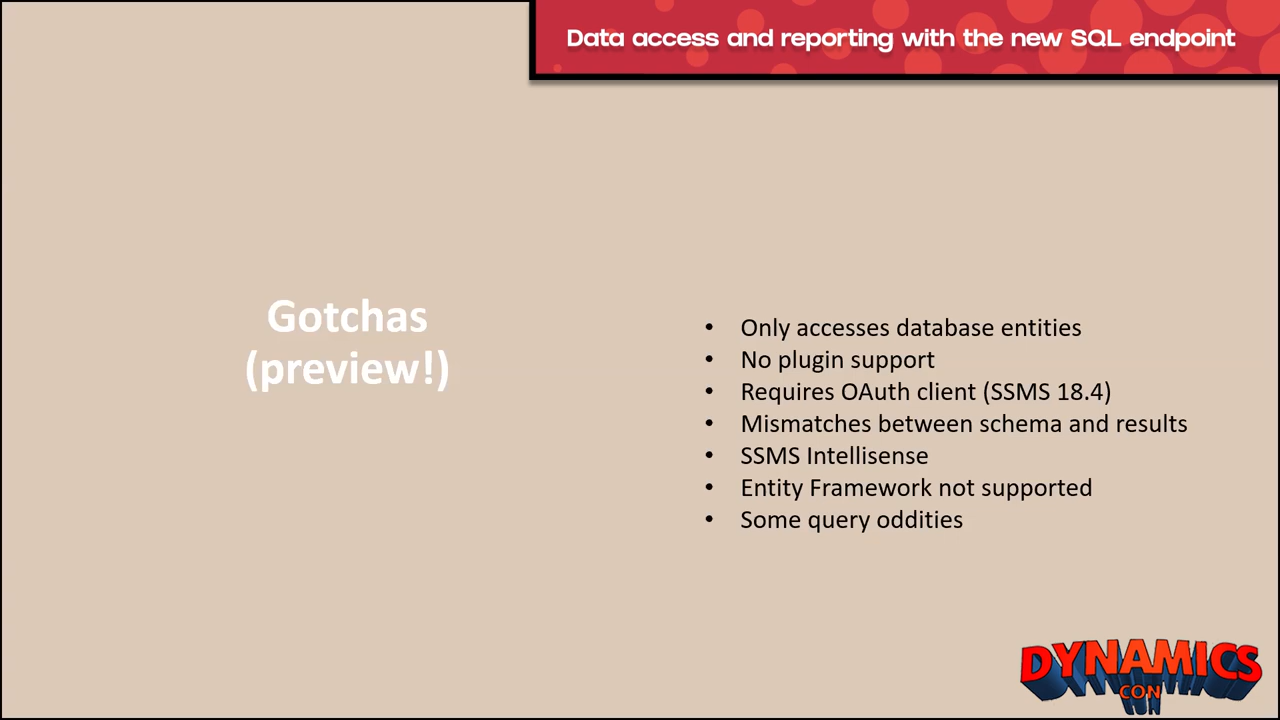 Data access and reporting with the new SQL endpoint
Gotchas
(preview!)
• Only accesses database entities
• No plugin support
• Requires OAuth client (SSMS 18.4)
• Mismatches between schema and results
• SSMS Intellisense
• Entity Framework not supported
• Some query oddities
DYNAMICS
CON